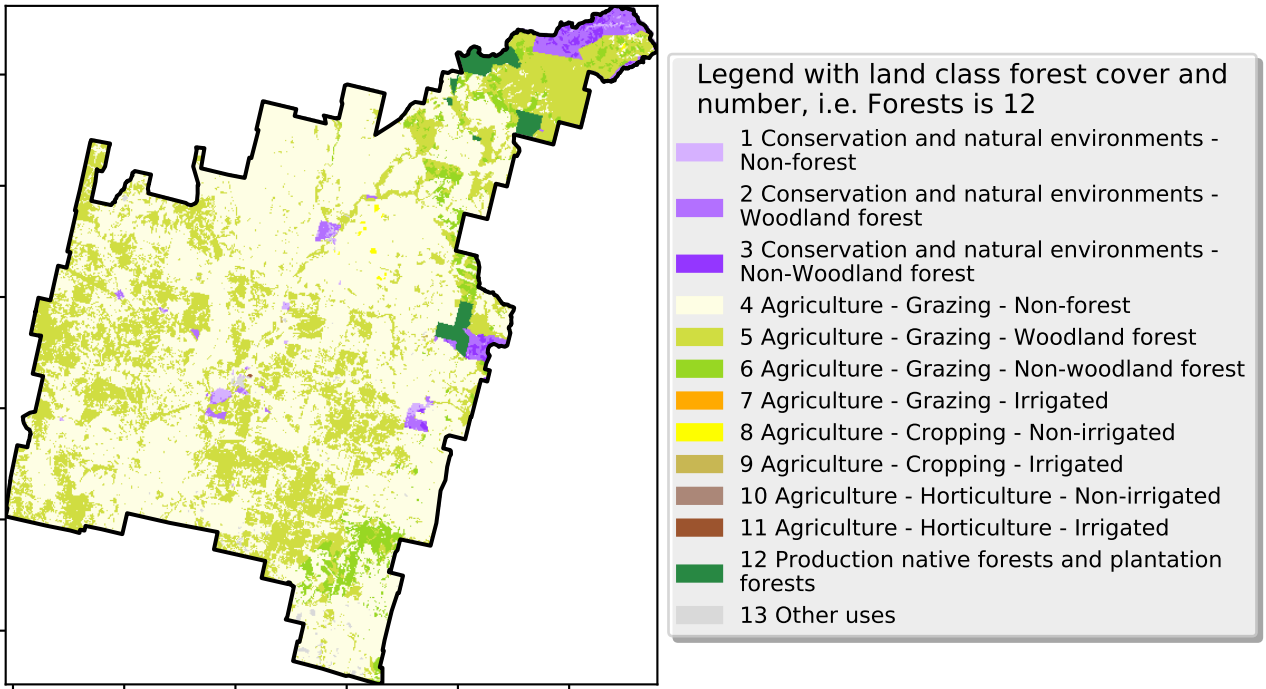 Legend with land class forest cover and
number, i.e. Forests is 12
1 Conservation and natural environments -
Non-forest
2 Conservation and natural environments -
Woodland forest
3 Conservation and natural environments -
Non-Woodland forest
4 Agriculture - Grazing - Non-forest
5 Agriculture - Grazing - Woodland forest
6 Agriculture - Grazing - Non-woodland forest
7 Agriculture - Grazing - Irrigated
8 Agriculture - Cropping - Non-irrigated
9 Agriculture - Cropping - Irrigated
10 Agriculture - Horticulture - Non-irrigated
11 Agriculture - Horticulture - Irrigated
12 Production native forests and plantation
forests
13 Other uses